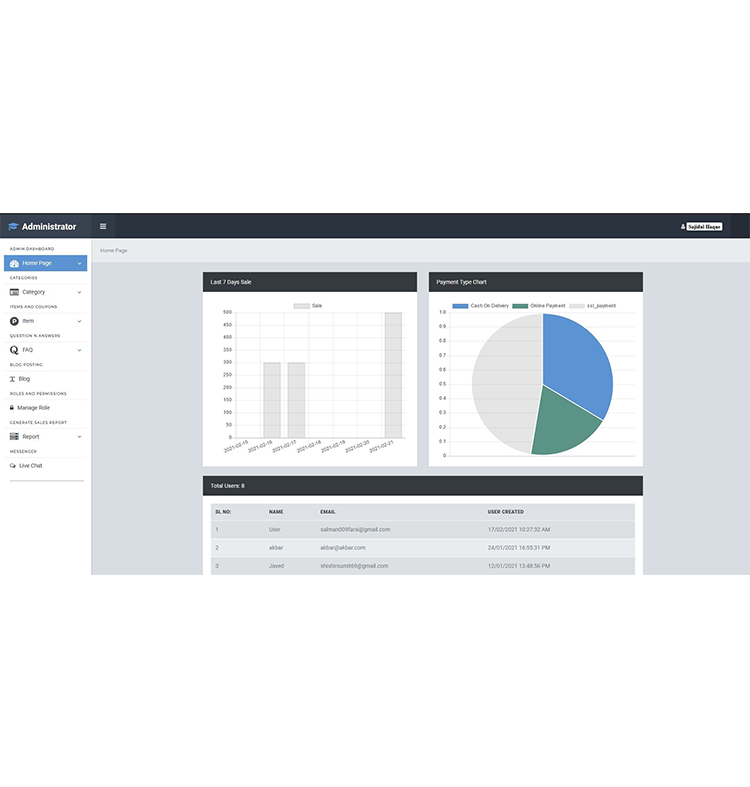 Administrator
Sajidul Haque
ADMIN DASHBOARD
Home Page
CATEGORIES
Category
ITEMS AND COUPONS
Item
QUESTION N ANSWERS
FAQ
BLOG POSTING
Blog
ROLES AND PERMISSIONS
Manage Role
GENERATE SALES REPORT
Report
MESSENGER
Live Chat
Home Page
Last 7 Days Sale
Sale
500
450
400
350
300
250
200
150
100
50
0
2021-02-15 2021-02-16 2021-02-17 2021-02-18 2021-02-19 2021-02-20 2021-02-21
Payment Type Chart
Cash On Delivery Online Payment ssl_payment
1.0
0.9
0.8
0.7
0.6
0.5
0.4
0.3
0.2
0.1
0
Total Users: 8
SL NO: NAME EMAIL USER CREATED
1 User salman009farsi@gmail.com 17/02/2021 10:27:32 AM
2 akbar akbar@akbar.com 24/01/2021 16:55:31 PM
3 Javed shishirsumit69@gmail.com 12/01/2021 13:48:56 PM